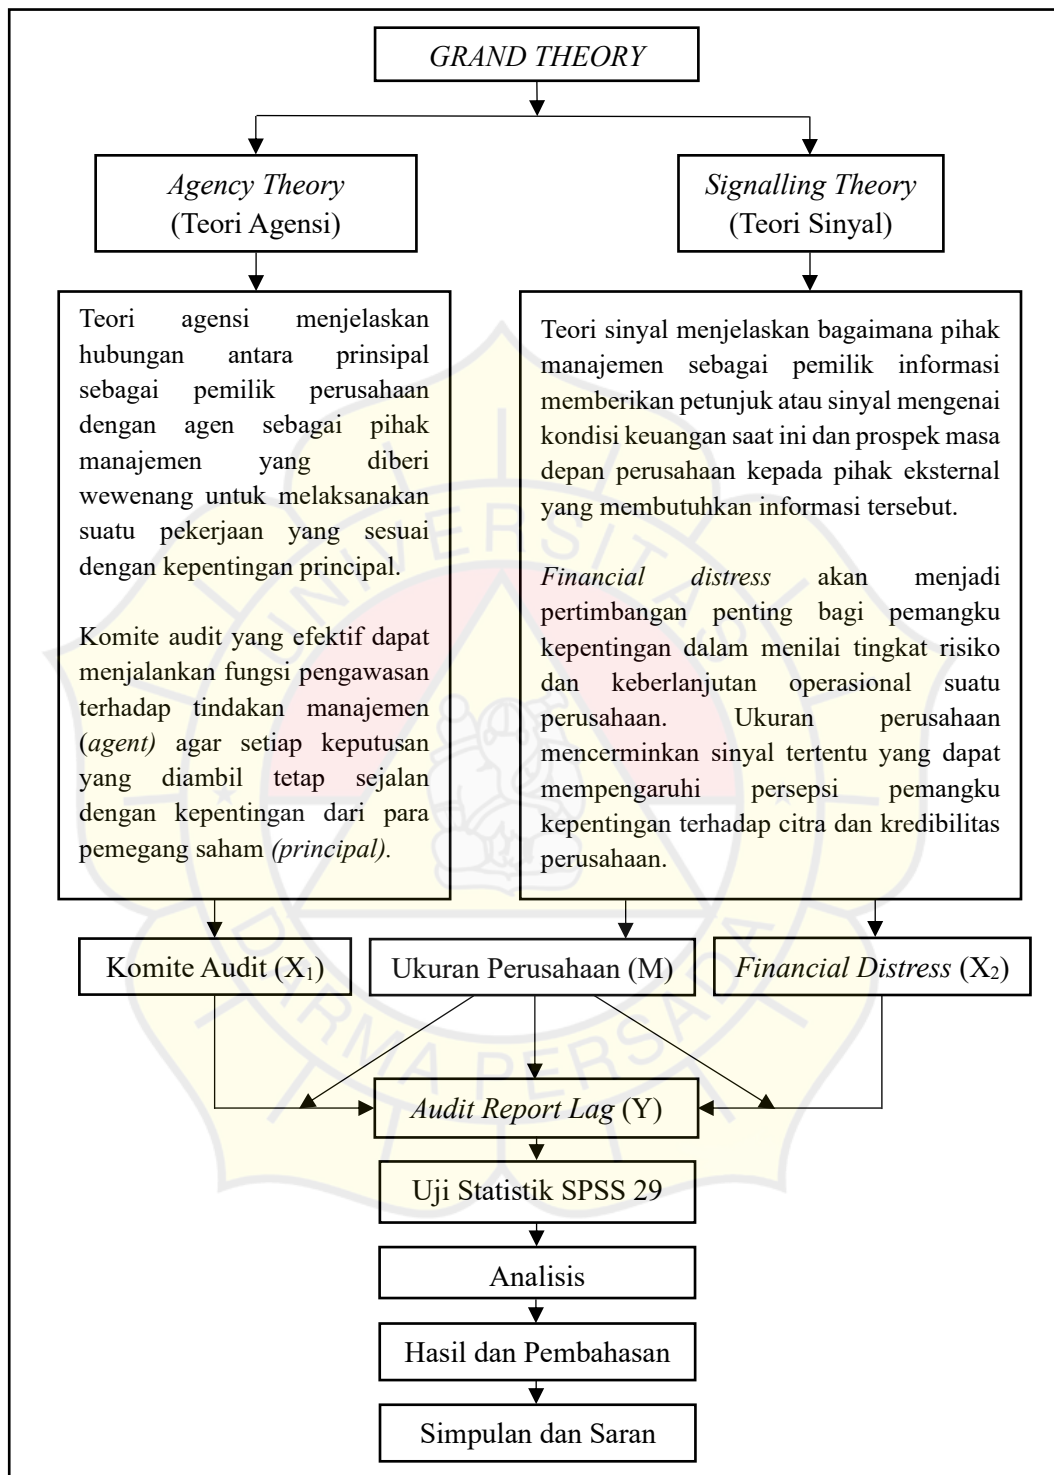 GRAND THEORY
Agency Theory
(Teori Agensi)
Signalling Theory
(Teori Sinyal)
Teori agensi menjelaskan
hubungan antara prinsipal
sebagai pemilik perusahaan
dengan agen sebagai pihak
manajemen yang diberi
wewenang untuk melaksanakan
suatu pekerjaan yang sesuai
dengan kepentingan principal.
Komite audit yang efektif dapat
menjalankan fungsi pengawasan
terhadap tindakan manajemen
(agent) agar setiap keputusan
yang diambil tetap sejalan
dengan kepentingan dari para
pemegang saham (principal).
Teori sinyal menjelaskan bagaimana pihak
manajemen sebagai pemilik informasi
memberikan petunjuk atau sinyal mengenai
kondisi keuangan saat ini dan prospek masa
depan perusahaan kepada pihak eksternal
yang membutuhkan informasi tersebut.
Financial distress akan menjadi
pertimbangan penting bagi pemangku
kepentingan dalam menilai tingkat risiko
dan keberlanjutan operasional suatu
perusahaan. Ukuran perusahaan
mencerminkan sinyal tertentu yang dapat
mempengaruhi persepsi pemangku
kepentingan terhadap citra dan kredibilitas
perusahaan.
Komite Audit (X₁)
Ukuran Perusahaan (M)
Financial Distress (X₂)
Audit Report Lag (Y)
Uji Statistik SPSS 29
Analisis
Hasil dan Pembahasan
Simpulan dan Saran
UNIVERSITAS
DARMA PERSADA